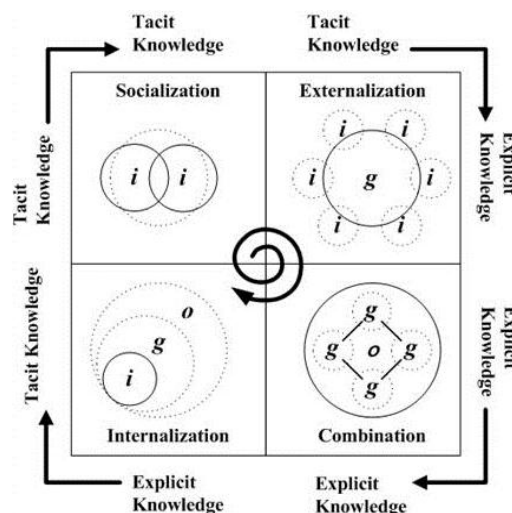 Tacit
Knowledge
Tacit
Knowledge
Socialization
Externalization
i i
i i
i g i
i i
Tacit
Knowledge
Explicit
Knowledge
Tacit Knowledge
Explicit
Knowledge
o
g
i
g
g o g
g
Internalization
Combination
Explicit
Knowledge
Explicit
Knowledge